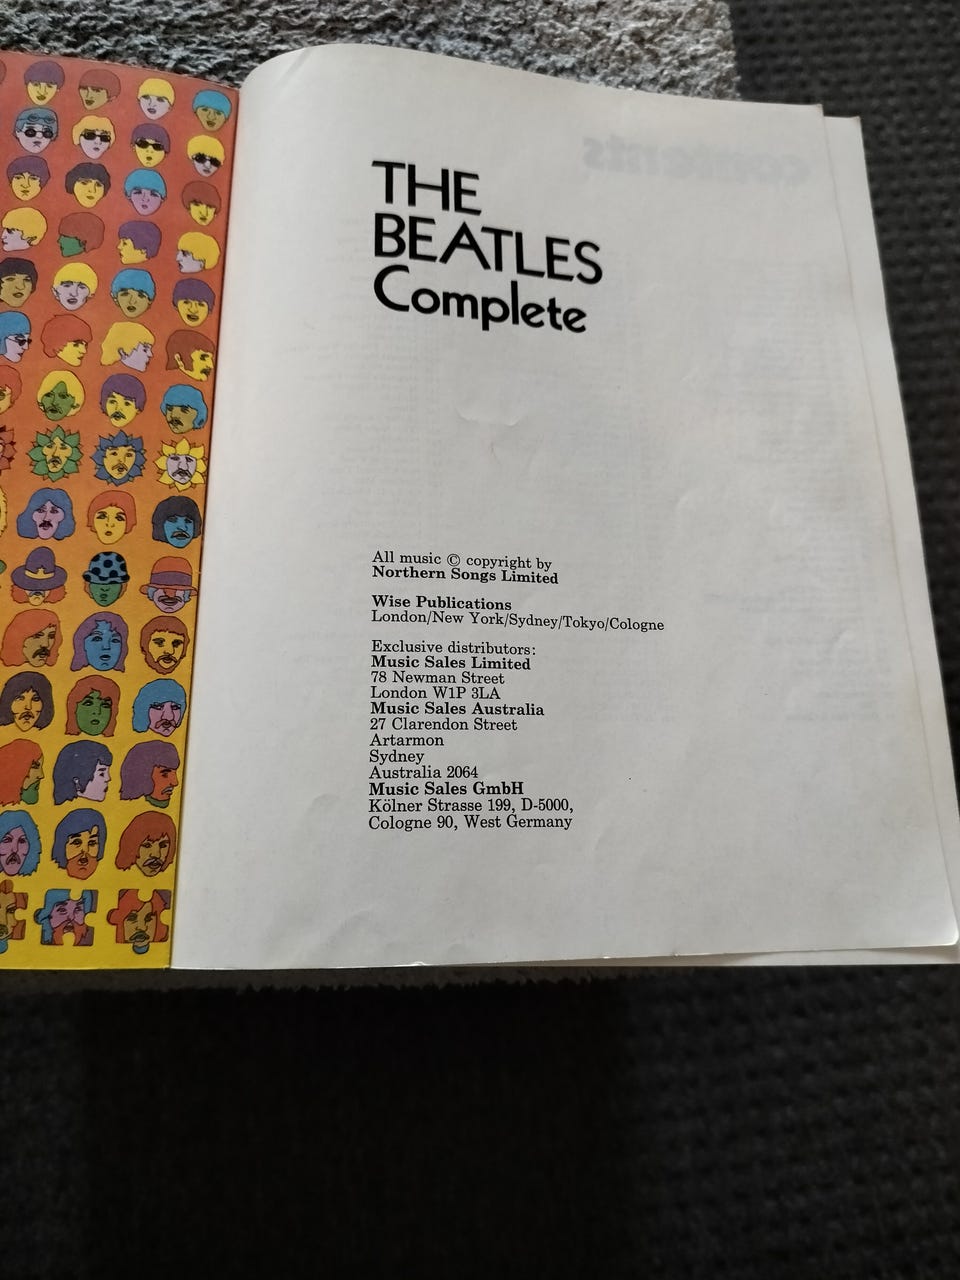 contents
THE
BEATLES
Complete
All music © copyright by
Northern Songs Limited
Wise Publications
London/New York/Sydney/Tokyo/Cologne
Exclusive distributors:
Music Sales Limited
78 Newman Street
London W1P 3LA
Music Sales Australia
27 Clarendon Street
Artarmon
Sydney
Australia 2064
Music Sales GmbH
Kölner Strasse 199, D-5000,
Cologne 90, West Germany